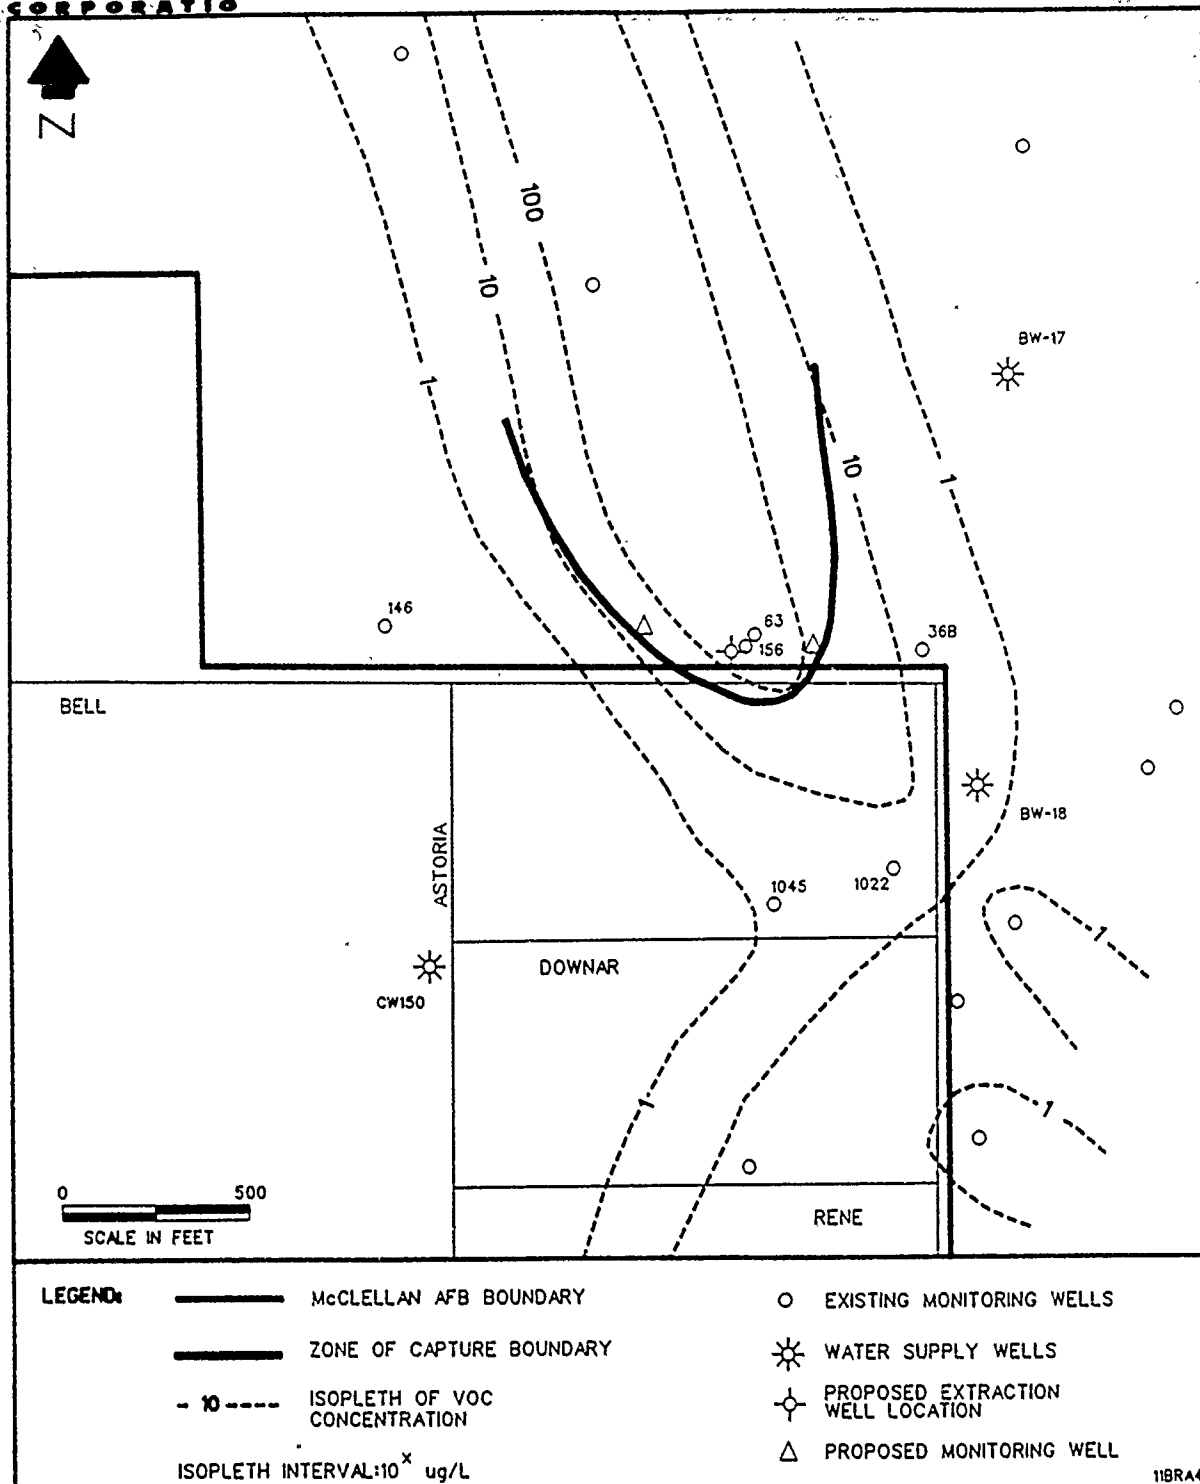 CORPORATIO
N
100
10
1
BW-17
10
1
146
63
156
36B
BELL
ASTORIA
BW-18
1045
1022
1
DOWNAR
CW150
1
1
0 500
SCALE IN FEET
RENE
LEGEND:
McCLELLAN AFB BOUNDARY
ZONE OF CAPTURE BOUNDARY
- 10 ----
ISOPLETH OF VOC
CONCENTRATION
ISOPLETH INTERVAL:10^x ug/L
EXISTING MONITORING WELLS
WATER SUPPLY WELLS
PROPOSED EXTRACTION
WELL LOCATION
PROPOSED MONITORING WELL